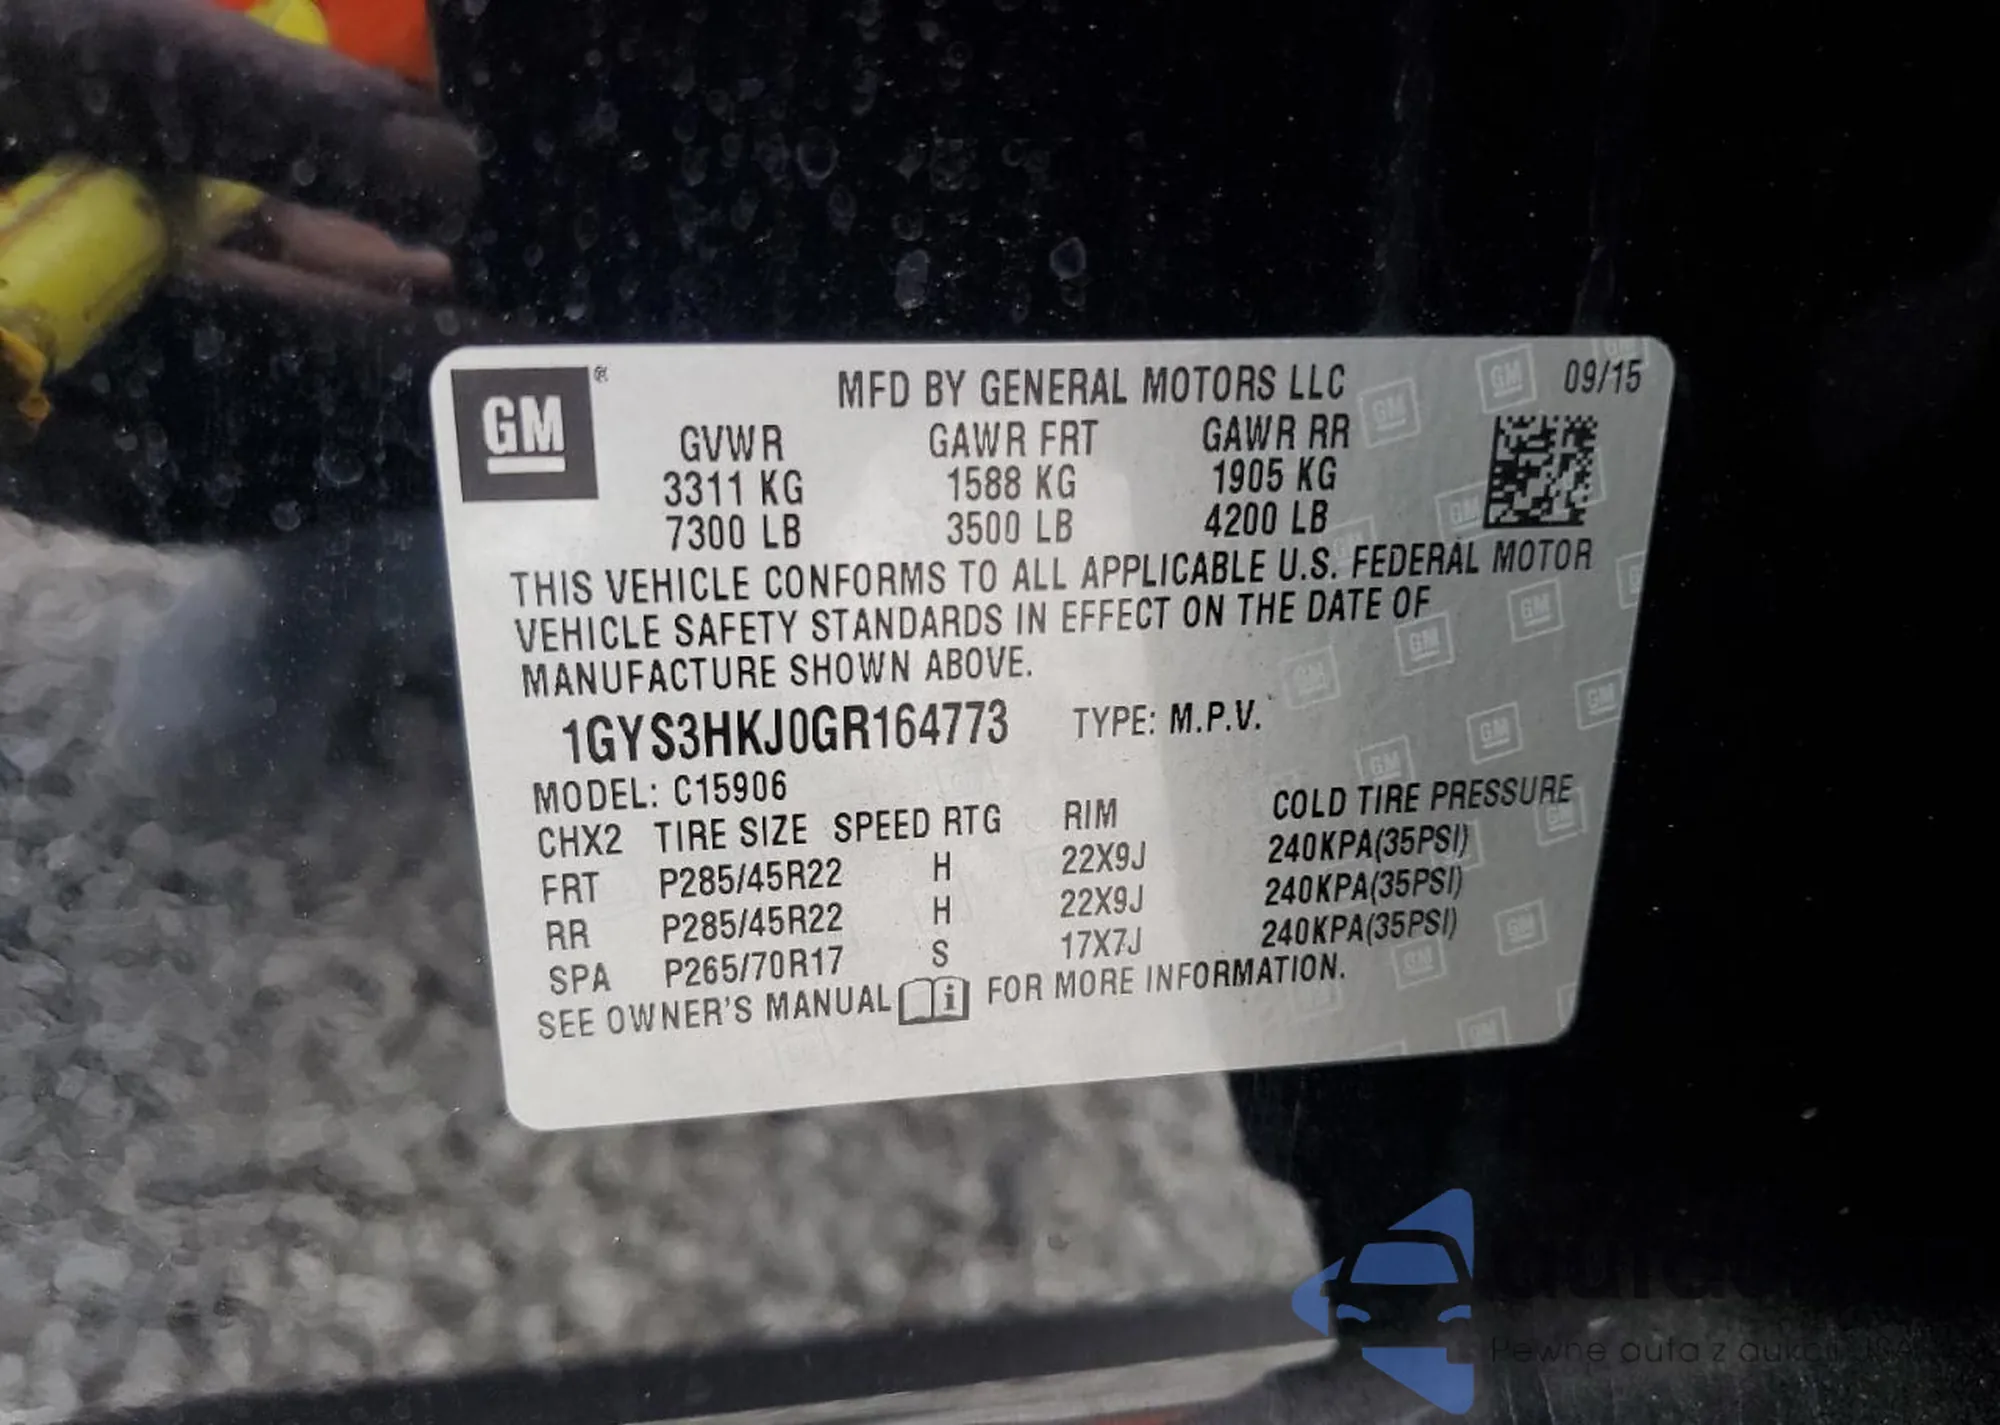 GM ® MFD BY GENERAL MOTORS LLC 09/15
GVWR GAWR FRT GAWR RR
3311 KG 1588 KG 1905 KG
7300 LB 3500 LB 4200 LB
THIS VEHICLE CONFORMS TO ALL APPLICABLE U.S. FEDERAL MOTOR
VEHICLE SAFETY STANDARDS IN EFFECT ON THE DATE OF
MANUFACTURE SHOWN ABOVE.
1GYS3HKJ0GR164773 TYPE: M.P.V.
MODEL: C15906
CHX2 TIRE SIZE SPEED RTG RIM COLD TIRE PRESSURE
FRT P285/45R22 H 22X9J 240KPA(35PSI)
RR P285/45R22 H 22X9J 240KPA(35PSI)
SPA P265/70R17 S 17X7J 240KPA(35PSI)
SEE OWNER'S MANUAL i FOR MORE INFORMATION.
Pewne auta z